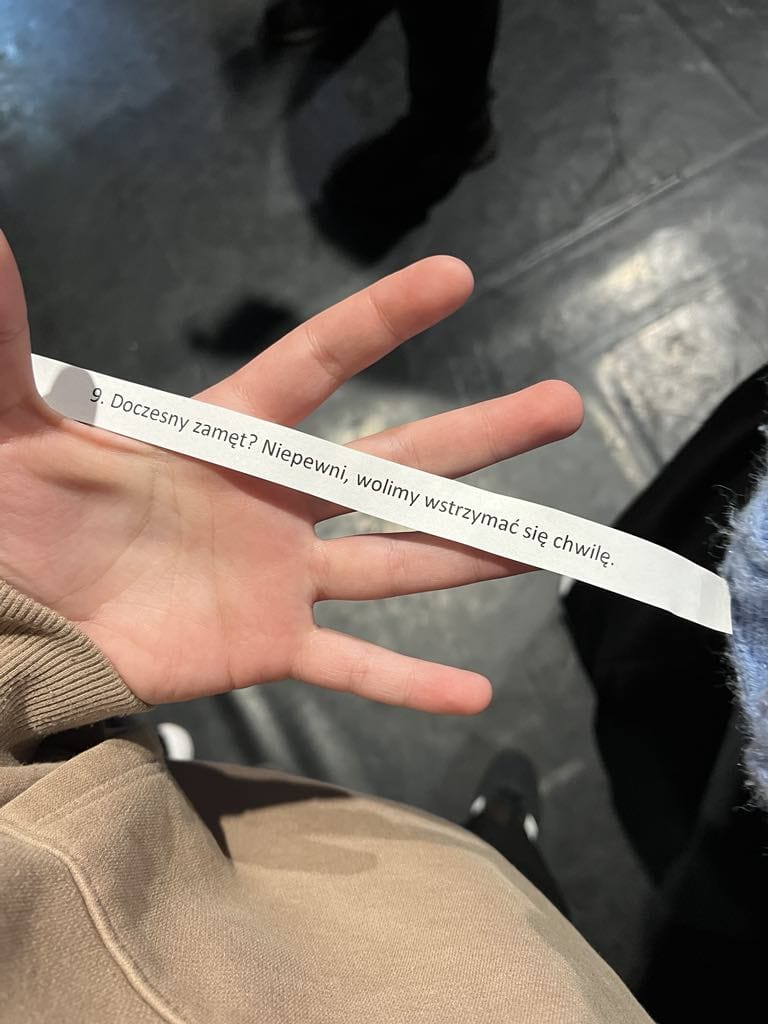 9. Doczesny zamęt? Niepewni, wolimy wstrzymać się chwilę.